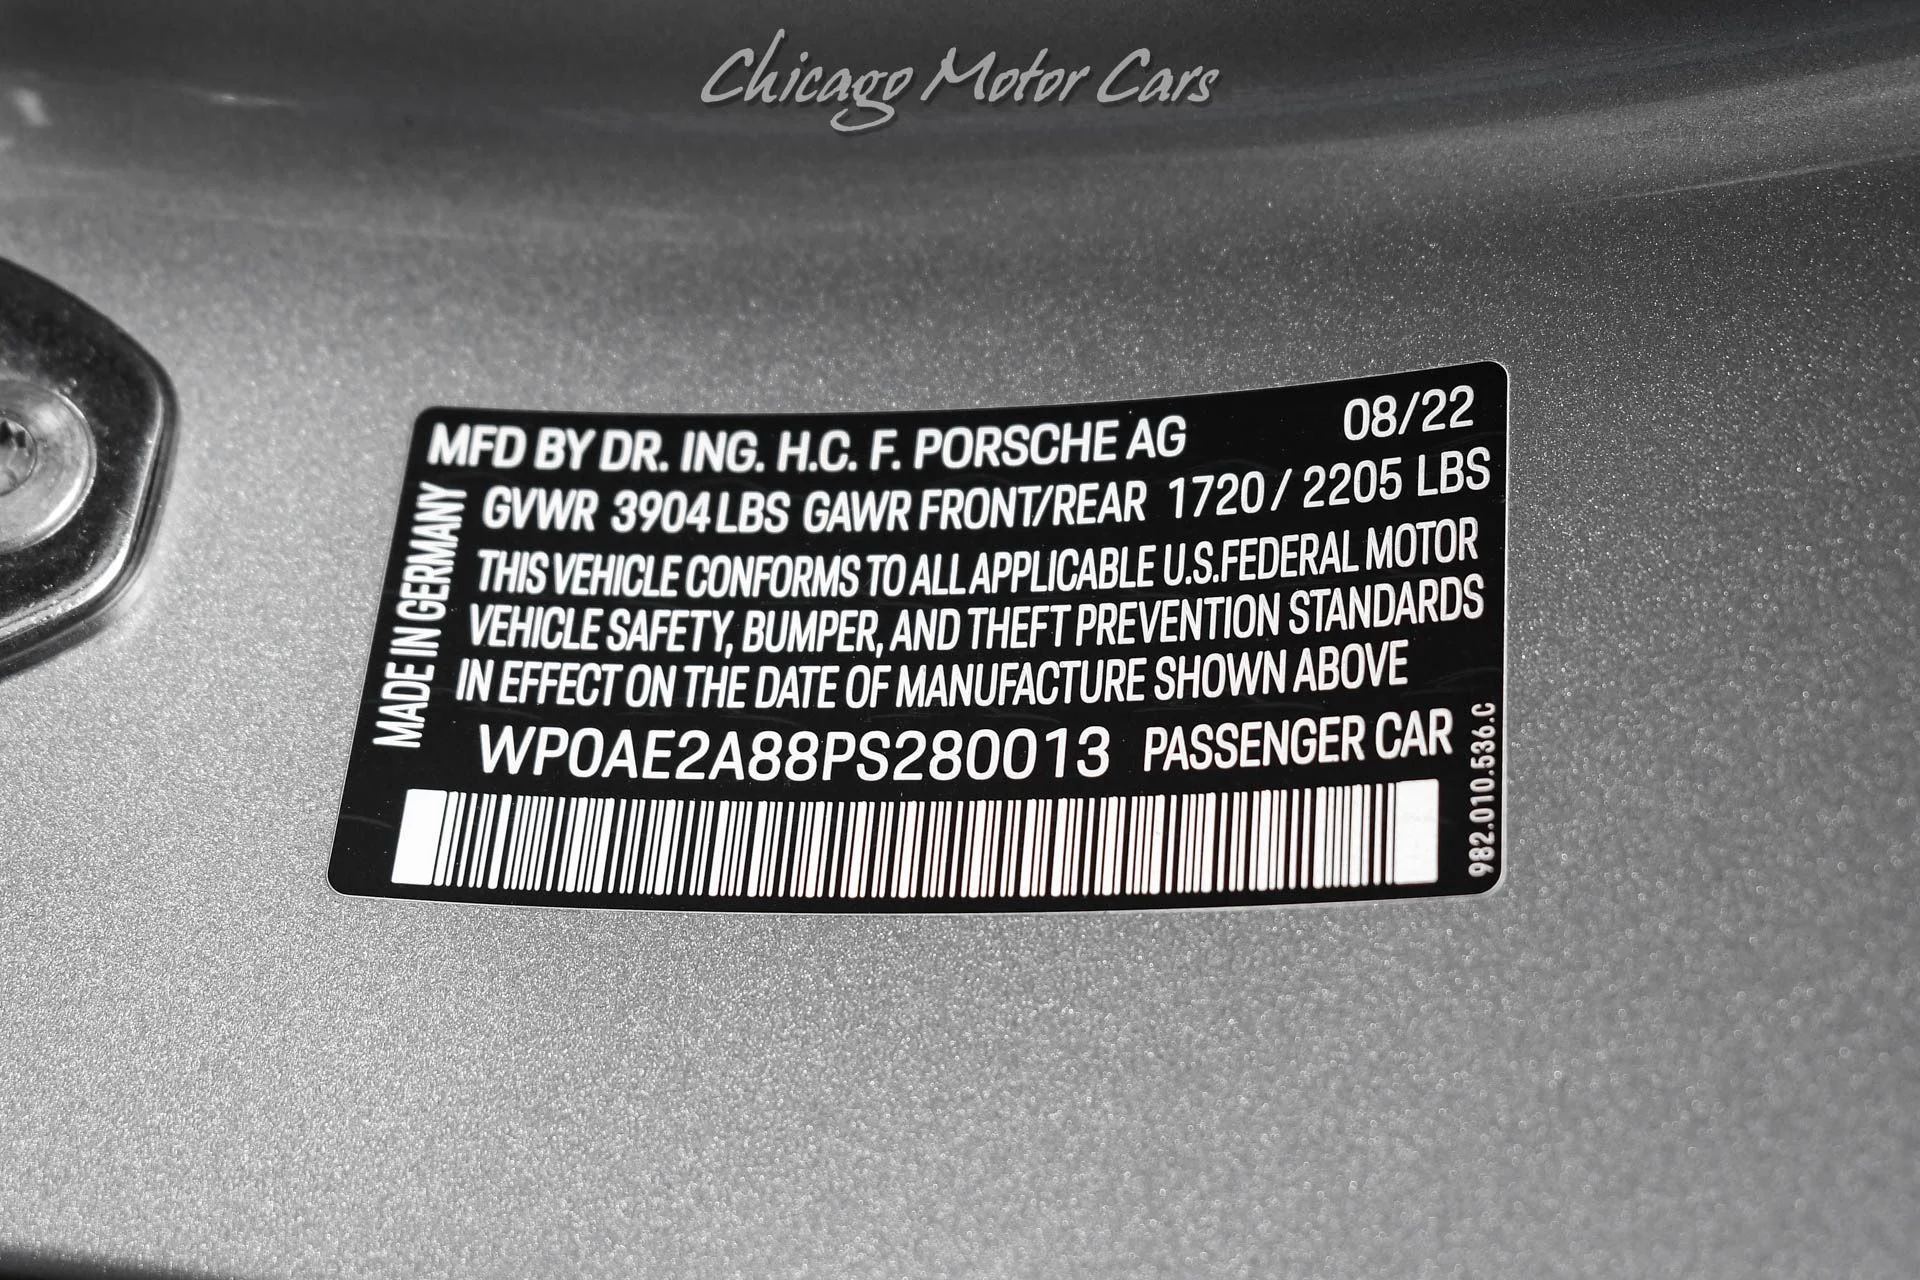 Chicago Motor Cars
MFD BY DR. ING. H.C. F. PORSCHE AG 08/22
GVWR 3904 LBS GAWR FRONT/REAR 1720 / 2205 LBS
THIS VEHICLE CONFORMS TO ALL APPLICABLE U.S.FEDERAL MOTOR
VEHICLE SAFETY, BUMPER, AND THEFT PREVENTION STANDARDS
IN EFFECT ON THE DATE OF MANUFACTURE SHOWN ABOVE
WP0AE2A88PS280013 PASSENGER CAR
MADE IN GERMANY
982.010.536.C